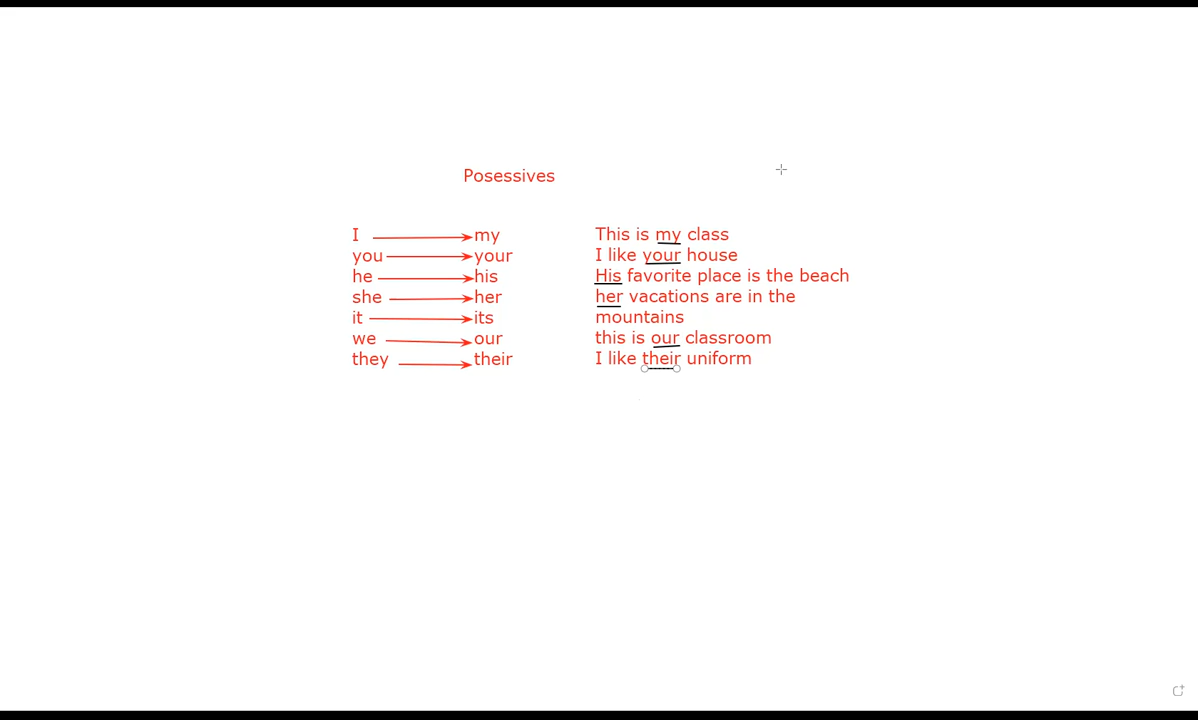 Posessives
I my This is my class
you your I like your house
he his His favorite place is the beach
she her her vacations are in the
it its mountains
we our this is our classroom
they their I like their uniform